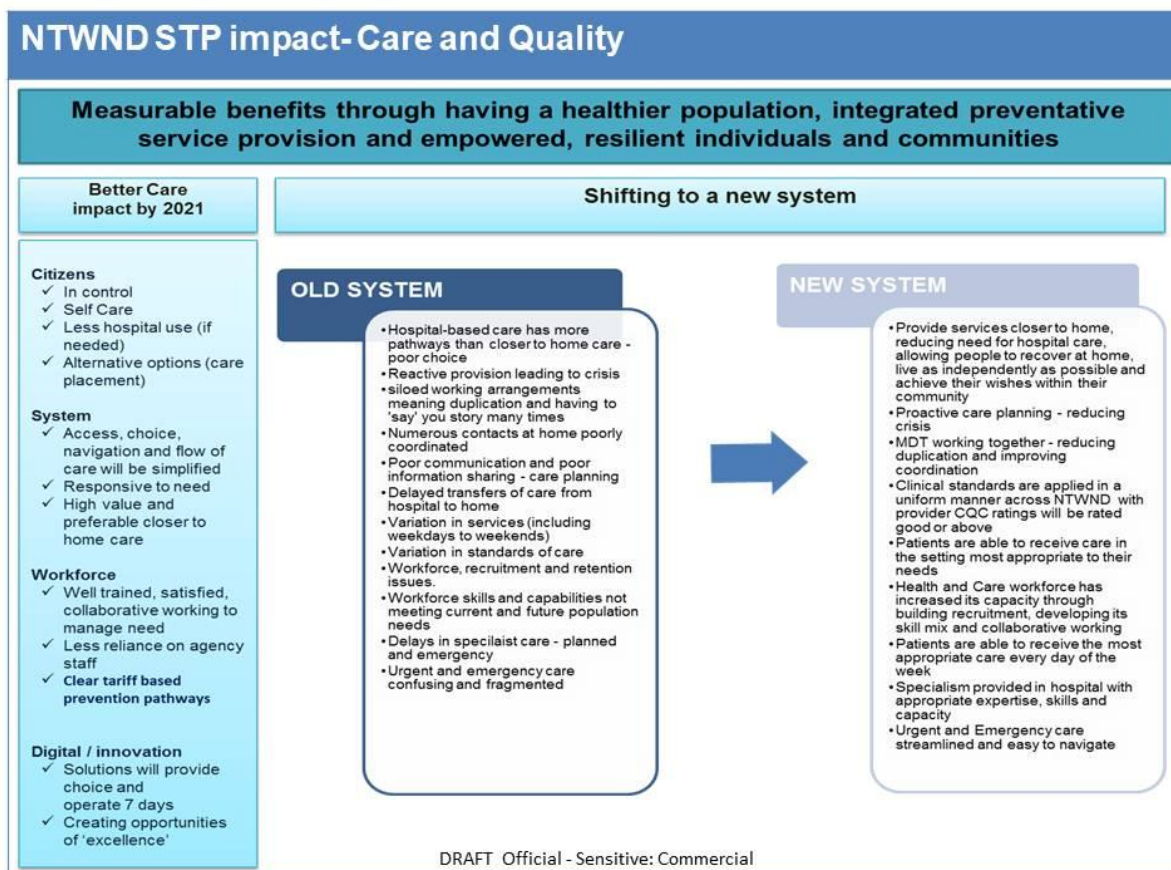 NTWND STP impact- Care and Quality
Measurable benefits through having a healthier population, integrated preventative
service provision and empowered, resilient individuals and communities
Better Care
impact by 2021
Citizens
✓ In control
✓ Self Care
✓ Less hospital use (if
needed)
✓ Alternative options (care
placement)
System
✓ Access, choice,
navigation and flow of
care will be simplified
✓ Responsive to need
✓ High value and
preferable closer to
home care
Workforce
✓ Well trained, satisfied,
collaborative working to
manage need
✓ Less reliance on agency
staff
✓ Clear tariff based
prevention pathways
Digital / innovation
✓ Solutions will provide
choice and
operate 7 days
✓ Creating opportunities
of ‘excellence’
Shifting to a new system
OLD SYSTEM
•Hospital-based care has more
pathways than closer to home care -
poor choice
•Reactive provision leading to crisis
•siloed working arrangements
meaning duplication and having to
'say' you story many times
•Numerous contacts at home poorly
coordinated
•Poor communication and poor
information sharing - care planning
•Delayed transfers of care from
hospital to home
•Variation in services (including
weekdays to weekends)
•Variation in standards of care
•Workforce, recruitment and retention
issues.
•Workforce skills and capabilities not
meeting current and future population
needs
•Delays in specilaist care - planned
and emergency
•Urgent and emergency care
confusing and fragmented
NEW SYSTEM
•Provide services closer to home,
reducing need for hospital care,
allowing people to recover at home,
live as independently as possible and
achieve their wishes within their
community
•Proactive care planning - reducing
crisis
•MDT working together - reducing
duplication and improving
coordination
•Clinical standards are applied in a
uniform manner across NTWND with
provider CQC ratings will be rated
good or above
•Patients are able to receive care in
the setting most appropriate to their
needs
•Health and Care workforce has
increased its capacity through
building recruitment, developing its
skill mix and collaborative working
•Patients are able to receive the most
appropriate care every day of the
week
•Specialism provided in hospital with
appropriate expertise, skills and
capacity
•Urgent and Emergency care
streamlined and easy to navigate
DRAFT Official - Sensitive: Commercial